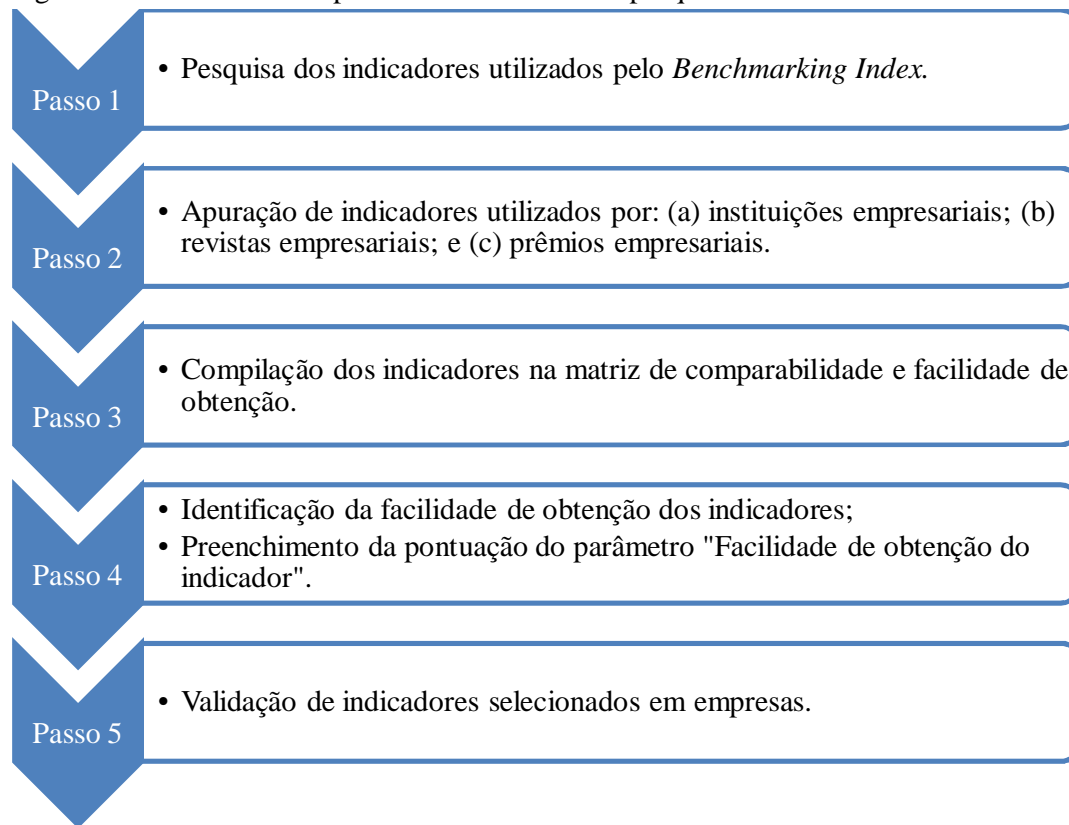 Passo 1
• Pesquisa dos indicadores utilizados pelo Benchmarking Index.
Passo 2
• Apuração de indicadores utilizados por: (a) instituições empresariais; (b)
revistas empresariais; e (c) prêmios empresariais.
Passo 3
• Compilação dos indicadores na matriz de comparabilidade e facilidade de
obtenção.
Passo 4
• Identificação da facilidade de obtenção dos indicadores;
• Preenchimento da pontuação do parâmetro "Facilidade de obtenção do
indicador".
Passo 5
• Validação de indicadores selecionados em empresas.